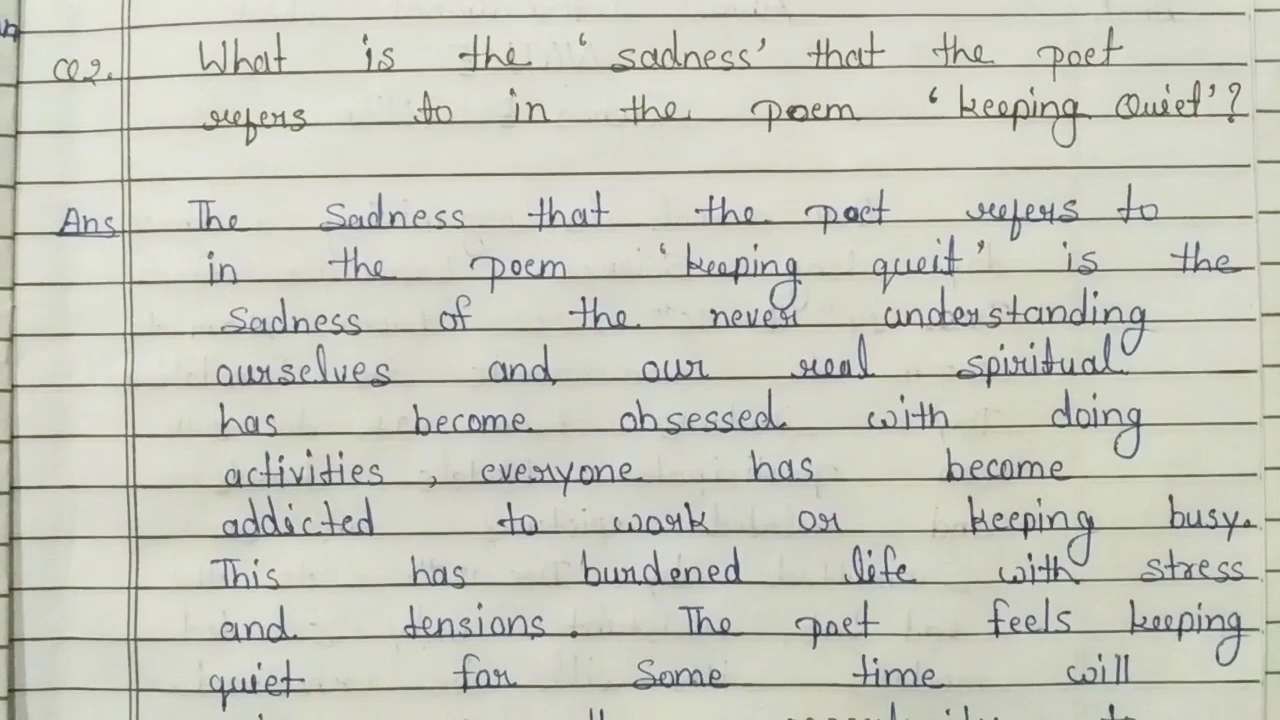 Q2. What is the 'sadness' that the poet
refers to in the poem 'keeping Quiet'?
Ans The Sadness that the poet refers to
in the poem 'keeping queit' is the
Sadness of the never understanding
ourselves and our real spiritual
has become obsessed with doing
activities, everyone has become
addicted to work or keeping busy.
This has burdened life with stress
and tensions. The poet feels keeping
quiet for Some time will